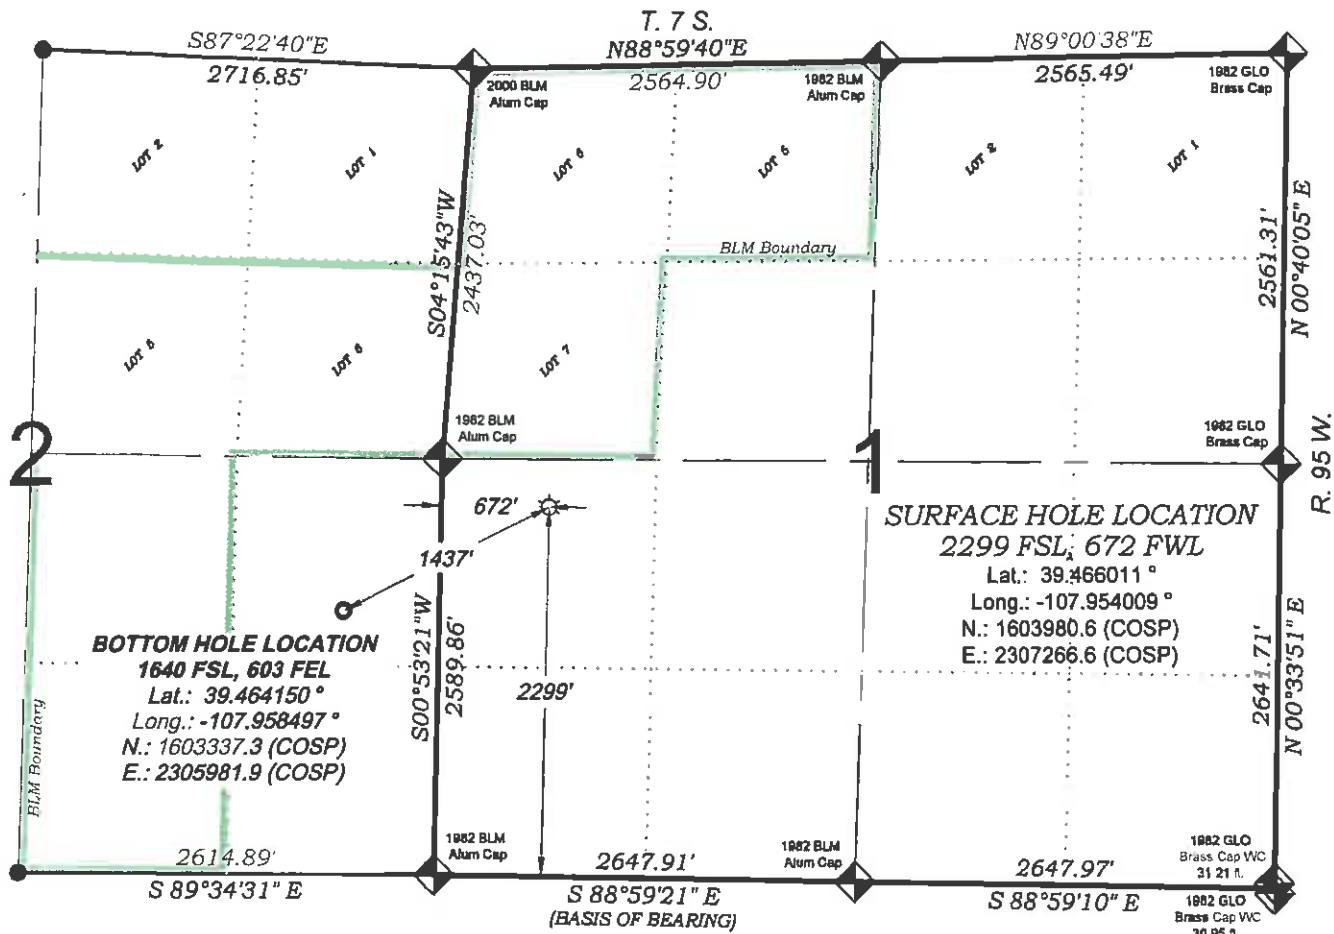 T. 7 S.
S87°22'40"E
2716.85'
N88°59'40"E
2564.90'
N89°00'38"E
2565.49'
2000 BLM
Alum Cap
1982 BLM
Alum Cap
1982 GLO
Brass Cap
LOT 2
LOT 1
LOT 6
LOT 5
LOT 2
LOT 1
S04°15'43"W
2437.03'
BLM Boundary
2561.31'
N 00°40'05" E
LOT 5
LOT 6
LOT 7
1982 BLM
Alum Cap
1982 GLO
Brass Cap
2
1
R. 95 W.
672'
1437'
SURFACE HOLE LOCATION
2299 FSL, 672 FWL
Lat.: 39.466011 °
Long.: -107.954009 °
N.: 1603980.6 (COSP)
E.: 2307266.6 (COSP)
BOTTOM HOLE LOCATION
1640 FSL, 603 FEL
Lat.: 39.464150 °
Long.: -107.958497 °
N.: 1603337.3 (COSP)
E.: 2305981.9 (COSP)
S00°53'21"W
2589.86'
2299'
2641.71'
N 00°33'51" E
BLM Boundary
1982 BLM
Alum Cap
1982 BLM
Alum Cap
1982 GLO
Brass Cap WC
31 21 ft.
2614.89'
S 89°34'31" E
2647.91'
S 88°59'21" E
(BASIS OF BEARING)
2647.97'
S 88°59'10" E
1982 GLO
Brass Cap WC
30 95 ft.